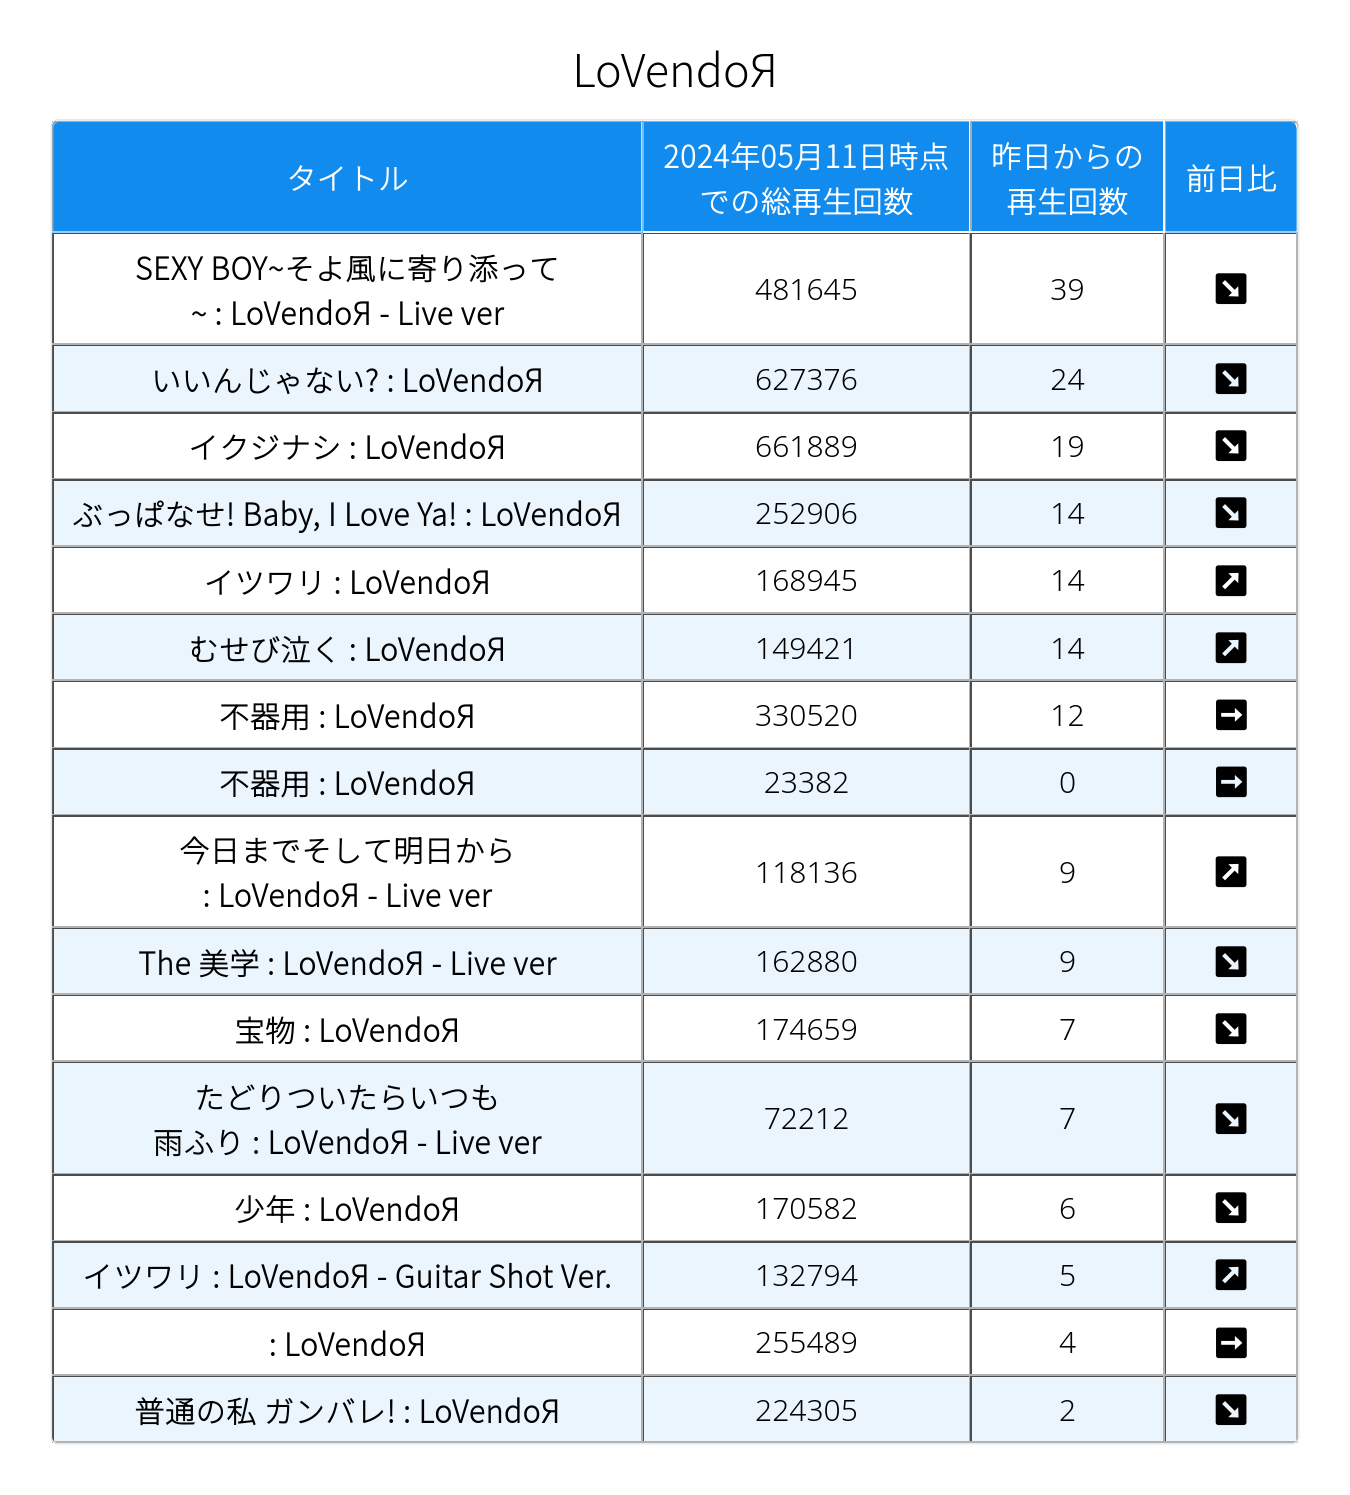 LoVendoЯ
タイトル
2024年05月11日時点
での総再生回数
昨日からの
再生回数
前日比
SEXY BOY~そよ風に寄り添って
~ : LoVendoЯ - Live ver
481645
39
いいんじゃない? : LoVendoЯ
627376
24
イクジナシ : LoVendoЯ
661889
19
ぶっぱなせ! Baby, I Love Ya! : LoVendoЯ
252906
14
イツワリ : LoVendoЯ
168945
14
むせび泣く : LoVendoЯ
149421
14
不器用 : LoVendoЯ
330520
12
不器用 : LoVendoЯ
23382
0
今日までそして明日から
: LoVendoЯ - Live ver
118136
9
The 美学 : LoVendoЯ - Live ver
162880
9
宝物 : LoVendoЯ
174659
7
たどりついたらいつも
雨ふり : LoVendoЯ - Live ver
72212
7
少年 : LoVendoЯ
170582
6
イツワリ : LoVendoЯ - Guitar Shot Ver.
132794
5
: LoVendoЯ
255489
4
普通の私 ガンバレ! : LoVendoЯ
224305
2